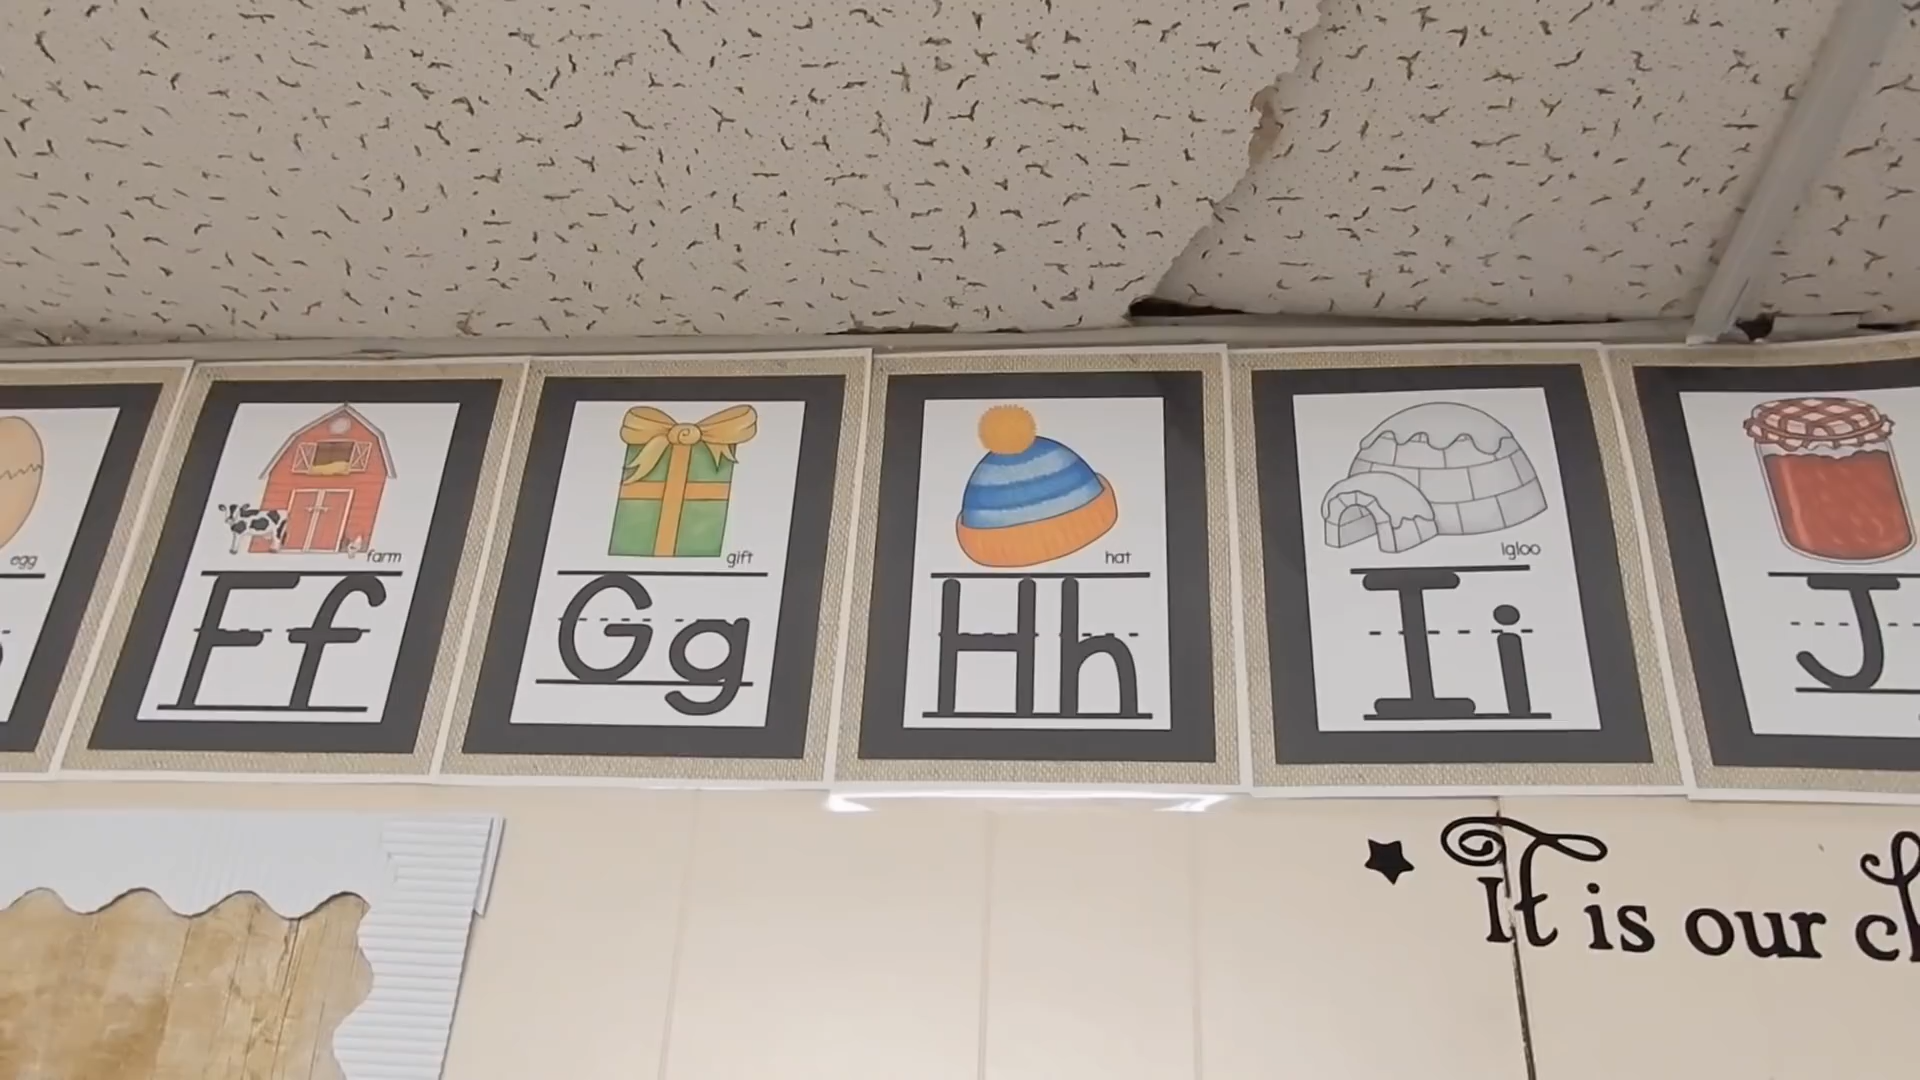 egg
farm
Ff
gift
Gg
hat
Hh
igloo
Ii
J
It is our